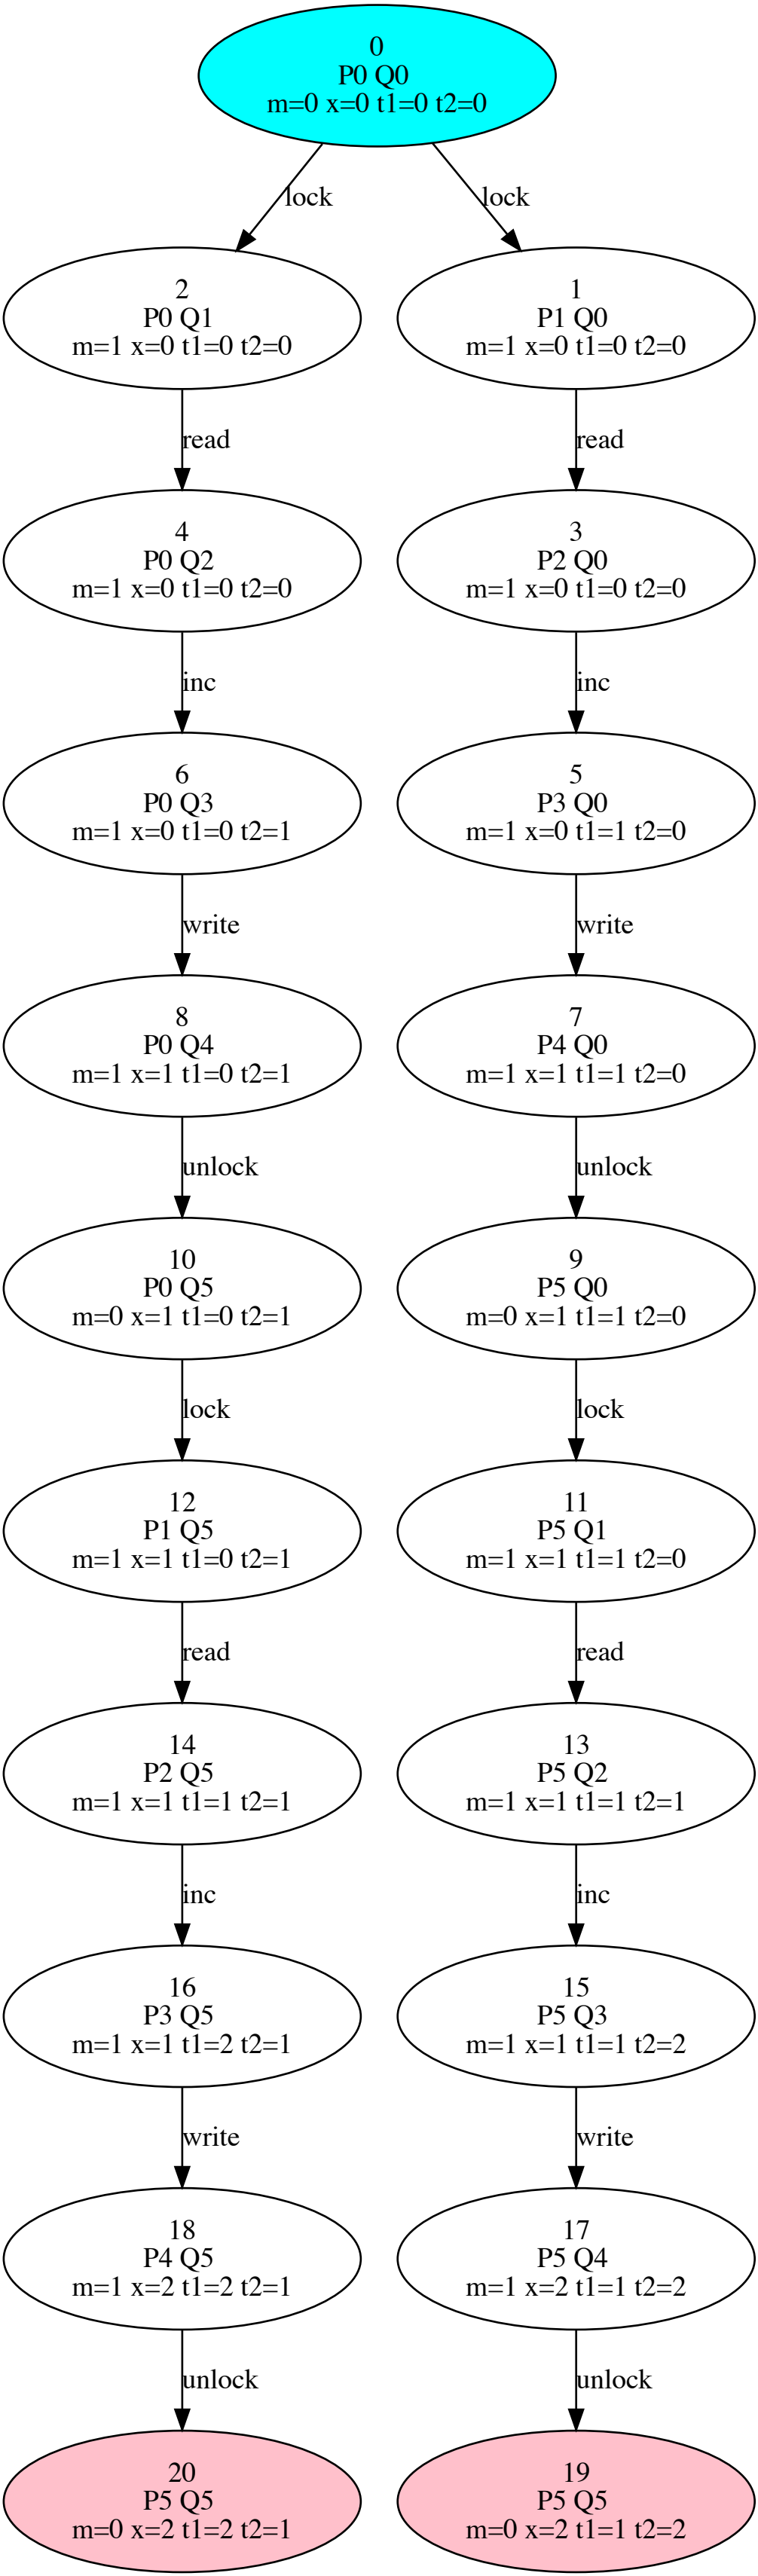 0
P0 Q0
m=0 x=0 t1=0 t2=0
lock
lock
2
P0 Q1
m=1 x=0 t1=0 t2=0
1
P1 Q0
m=1 x=0 t1=0 t2=0
read
read
4
P0 Q2
m=1 x=0 t1=0 t2=0
3
P2 Q0
m=1 x=0 t1=0 t2=0
inc
inc
6
P0 Q3
m=1 x=0 t1=0 t2=1
5
P3 Q0
m=1 x=0 t1=1 t2=0
write
write
8
P0 Q4
m=1 x=1 t1=0 t2=1
7
P4 Q0
m=1 x=1 t1=1 t2=0
unlock
unlock
10
P0 Q5
m=0 x=1 t1=0 t2=1
9
P5 Q0
m=0 x=1 t1=1 t2=0
lock
lock
12
P1 Q5
m=1 x=1 t1=0 t2=1
11
P5 Q1
m=1 x=1 t1=1 t2=0
read
read
14
P2 Q5
m=1 x=1 t1=1 t2=1
13
P5 Q2
m=1 x=1 t1=1 t2=1
inc
inc
16
P3 Q5
m=1 x=1 t1=2 t2=1
15
P5 Q3
m=1 x=1 t1=1 t2=2
write
write
18
P4 Q5
m=1 x=2 t1=2 t2=1
17
P5 Q4
m=1 x=2 t1=1 t2=2
unlock
unlock
20
P5 Q5
m=0 x=2 t1=2 t2=1
19
P5 Q5
m=0 x=2 t1=1 t2=2